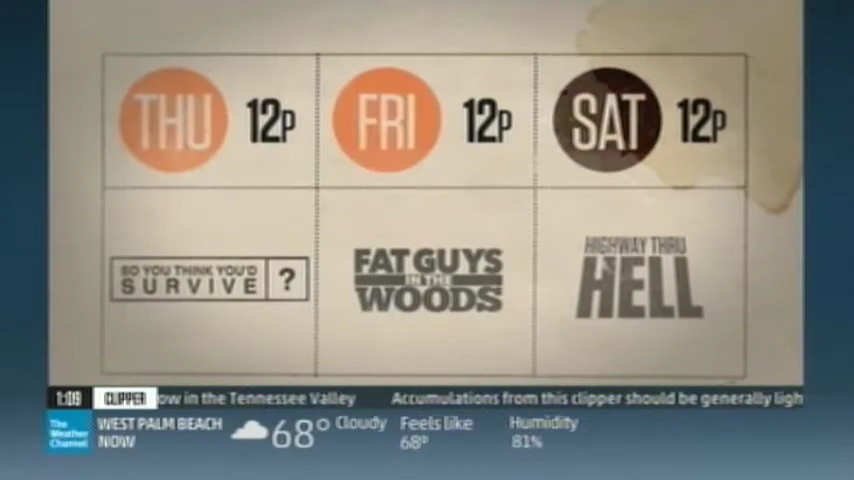 THU 12P FRI 12P SAT 12P
SO YOU THINK YOU'D
SURVIVE ?
FAT GUYS
IN THE
WOODS
HIGHWAY THRU
HELL
1:09 CLIPPER ow in the Tennessee Valley Accumulations from this clipper should be generally ligh
The
Weather
Channel
WEST PALM BEACH
NOW
68° Cloudy
Feels like
68°
Humidity
81%